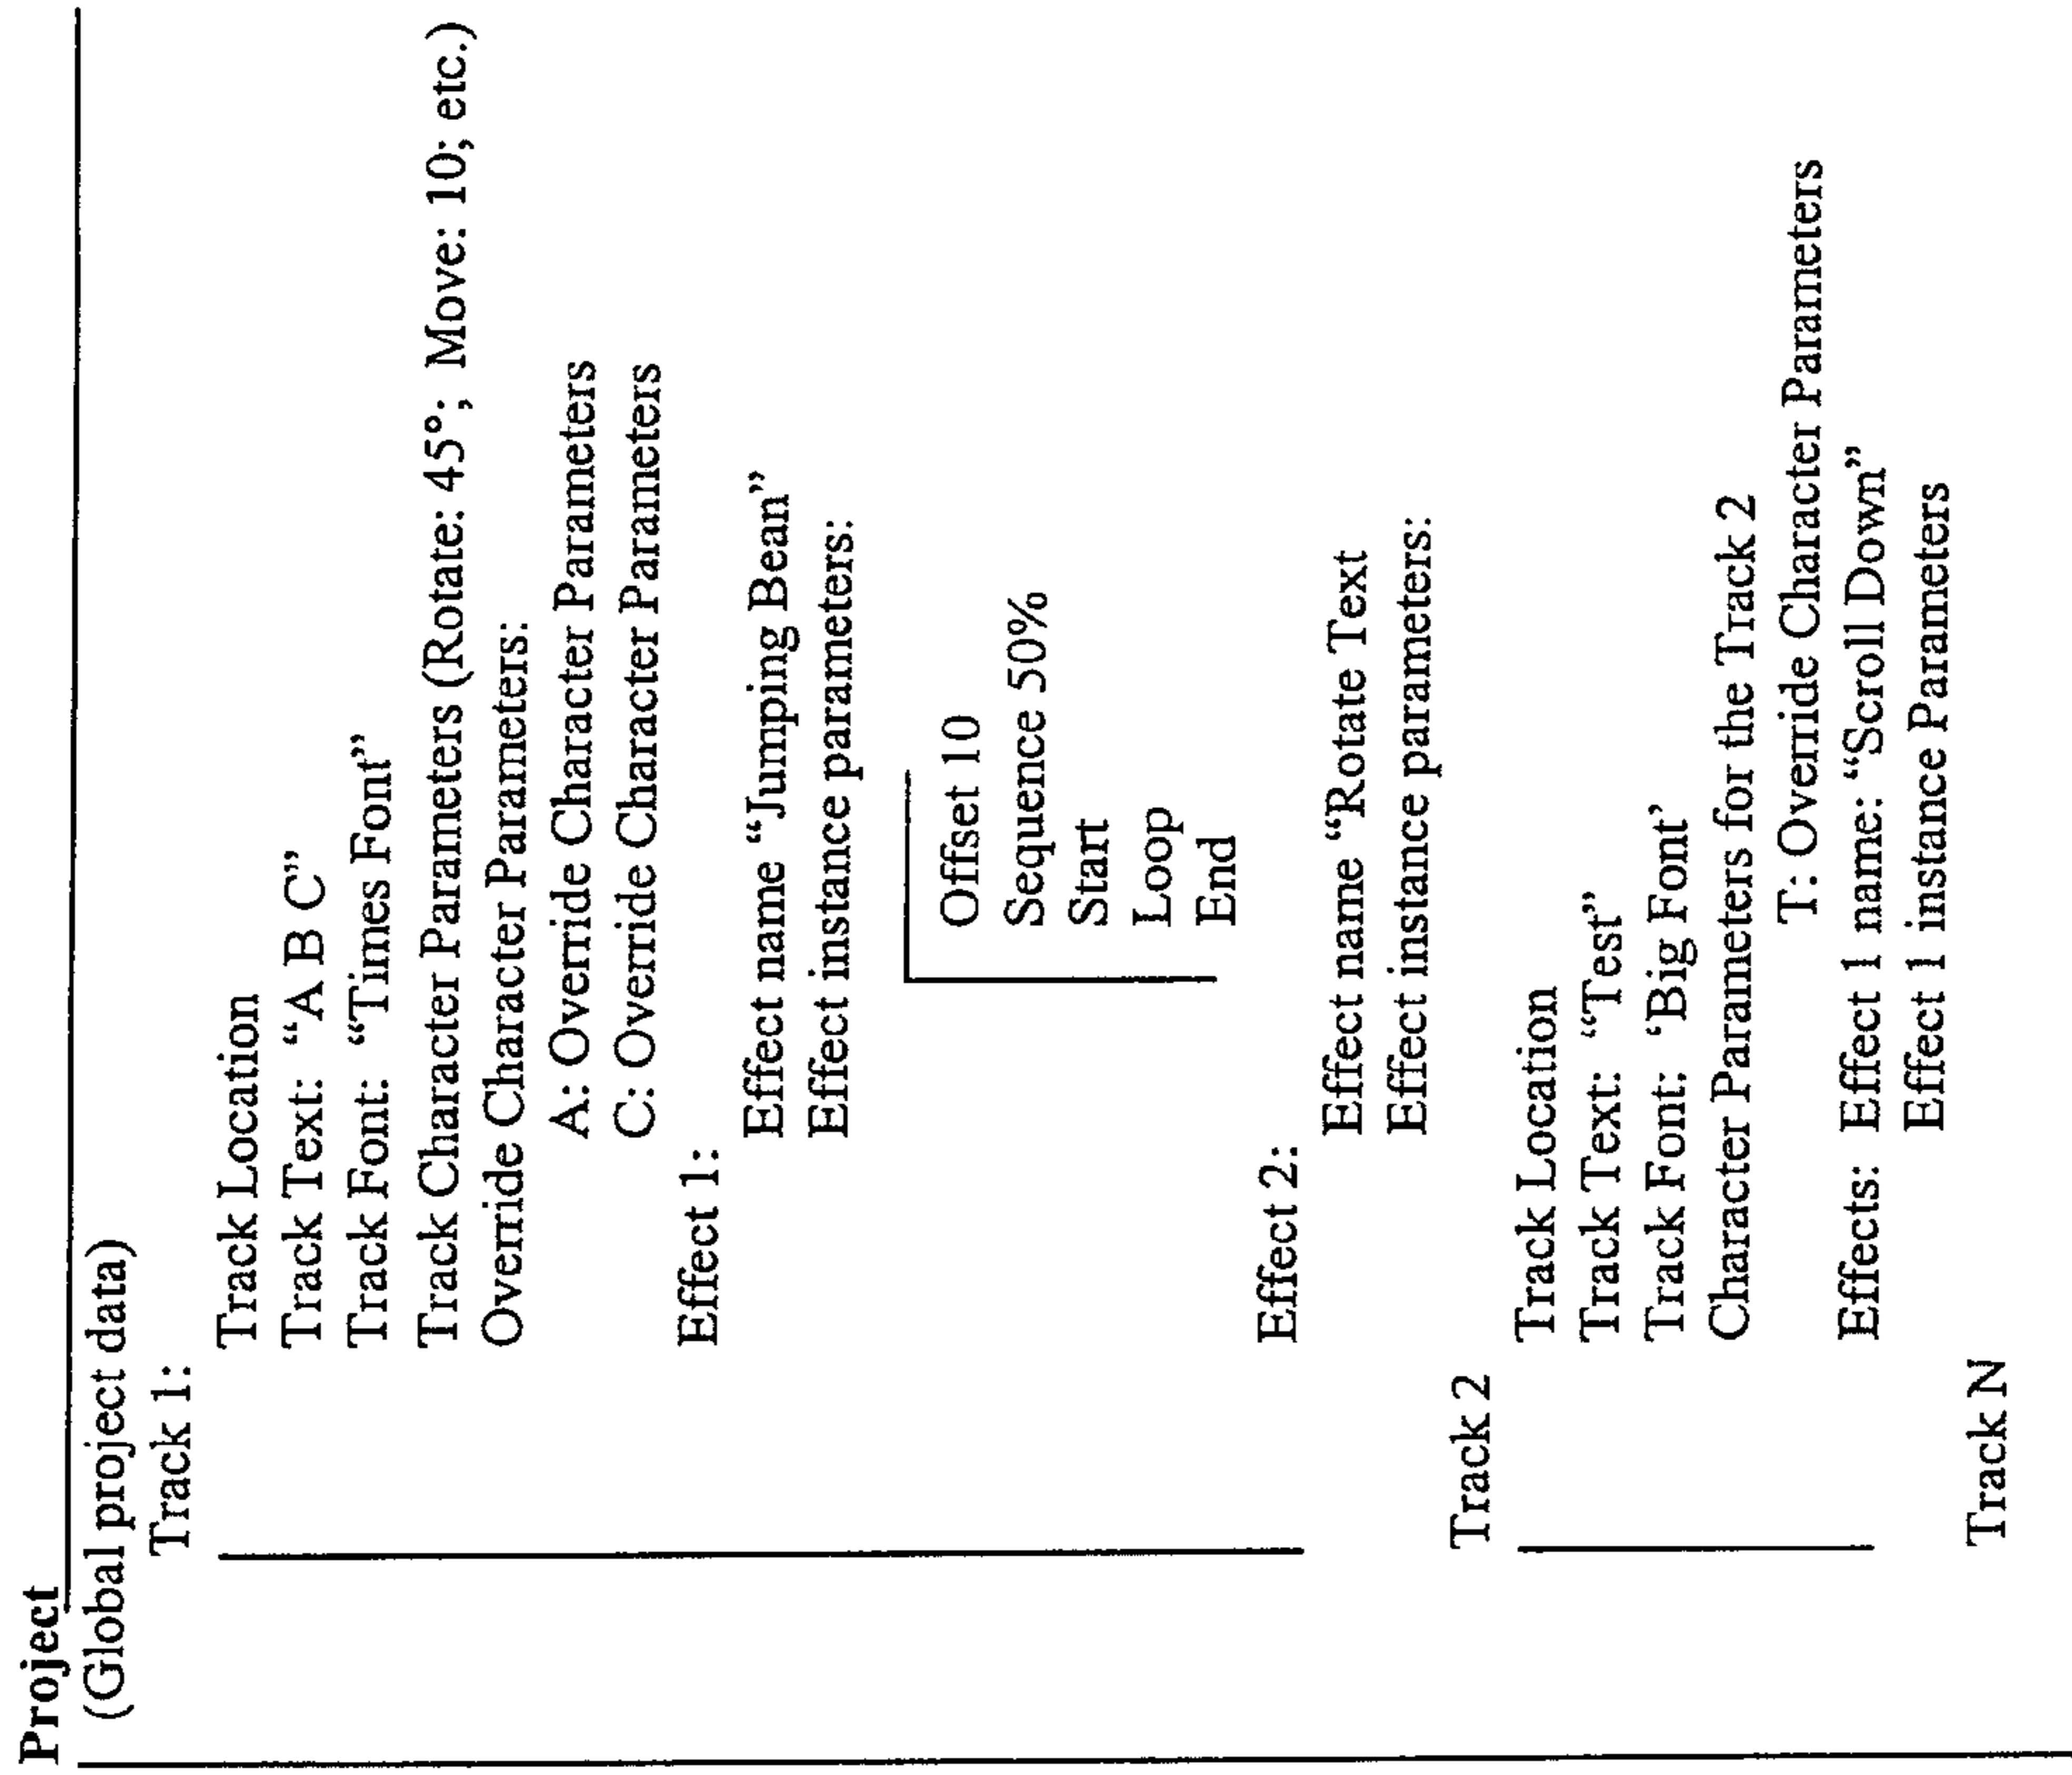 Project
(Global project data)
Track 1:
Track Location
Track Text: “A B C”
Track Font: “Times Font”
Track Character Parameters (Rotate: 45°; Move: 10; etc.)
Override Character Parameters:
A: Override Character Parameters
C: Override Character Parameters
Effect 1:
Effect name “Jumping Bean”
Effect instance parameters:
Offset 10
Sequence 50%
Start
Loop
End
Effect 2:
Effect name “Rotate Text
Effect instance parameters:
Track 2
Track Location
Track Text: “Test”
Track Font: ‘Big Font’
Character Parameters for the Track 2
T: Override Character Parameters
Effects: Effect 1 name: “Scroll Down”
Effect 1 instance Parameters
Track N